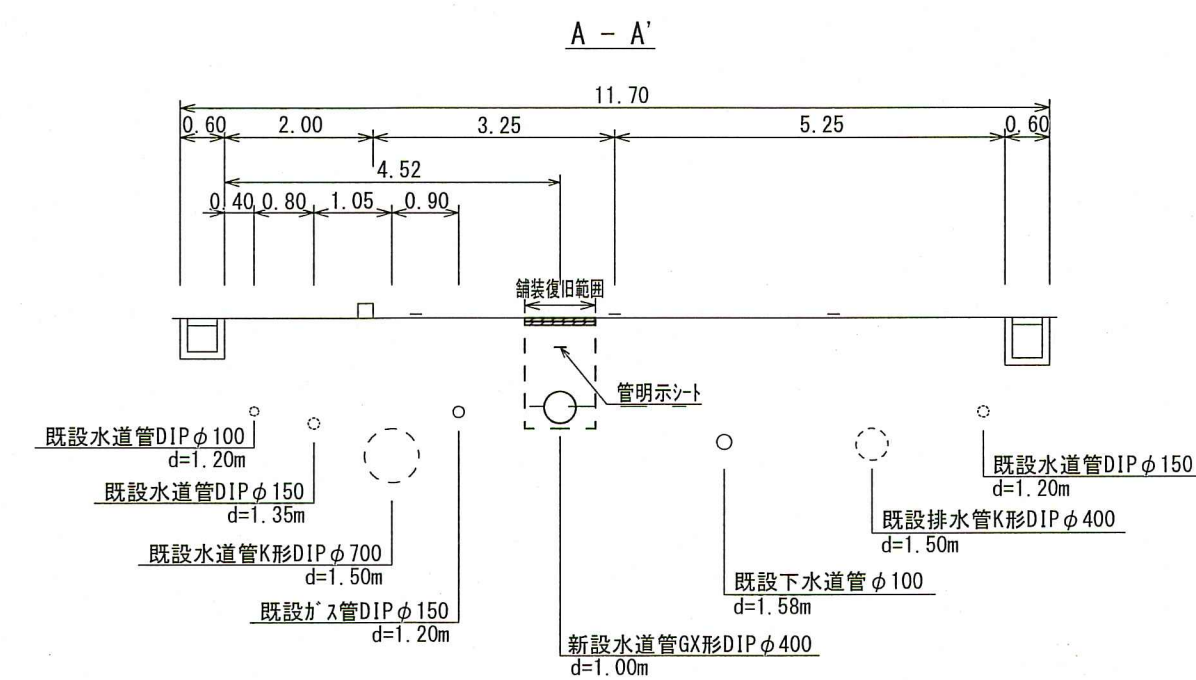 A - A'
11.70
0.60 2.00 3.25 5.25 0.60
4.52
0.40 0.80 1.05 0.90
舗装復旧範囲
管明示シート
既設水道管DIPφ100
d=1.20m
既設水道管DIPφ150
d=1.35m
既設水道管K形DIPφ700
d=1.50m
既設ガス管DIPφ150
d=1.20m
新設水道管GX形DIPφ400
d=1.00m
既設下水道管φ100
d=1.58m
既設排水管K形DIPφ400
d=1.50m
既設水道管DIPφ150
d=1.20m